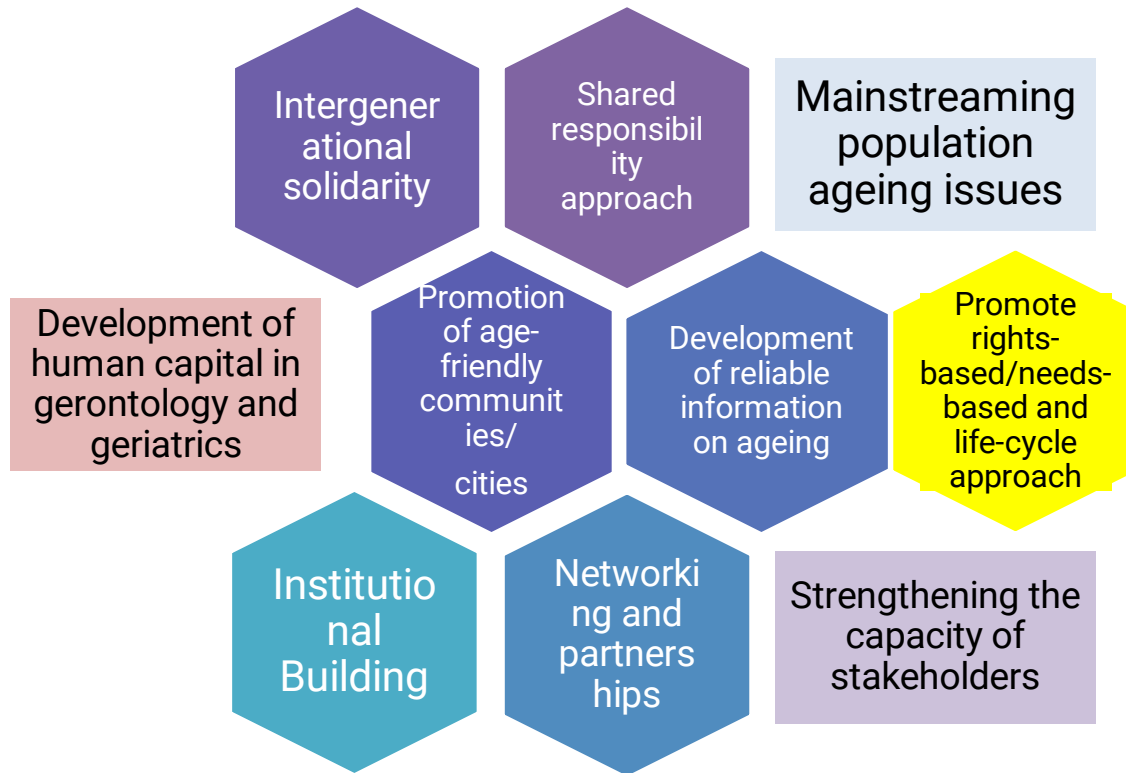 Intergener
ational
solidarity
Shared
responsibil
ity
approach
Mainstreaming
population
ageing issues
Development of
human capital in
gerontology and
geriatrics
Promotion
of age-
friendly
communit
ies/
cities
Development
of reliable
information
on ageing
Promote
rights-
based/needs-
based and
life-cycle
approach
Institutio
nal
Building
Networki
ng and
partners
hips
Strengthening the
capacity of
stakeholders